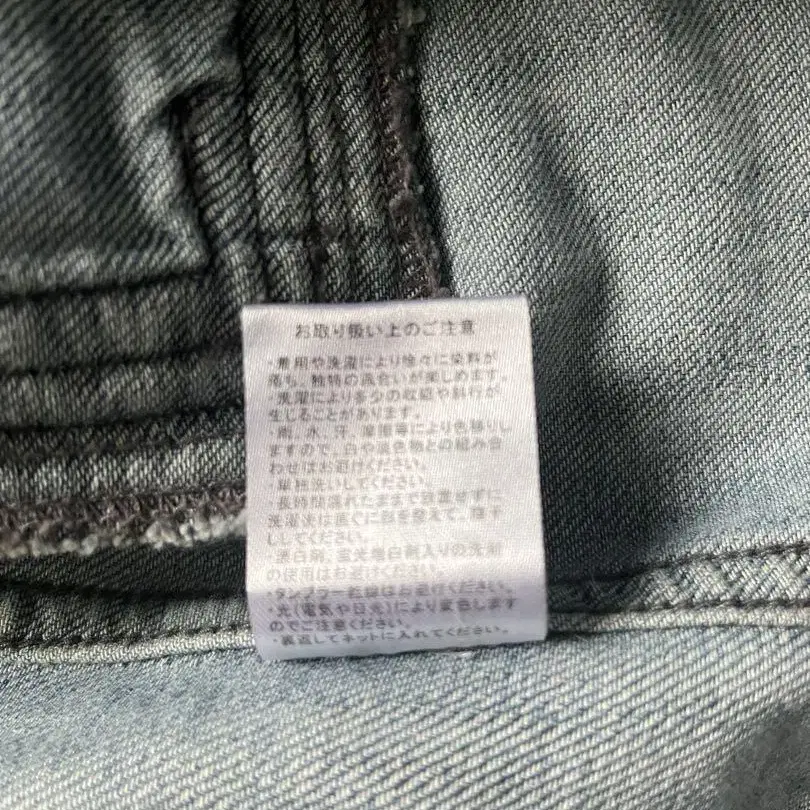 お取り扱い上のご注意
・着用や洗濯により徐々に染料が
落ち、独特の風合いが楽しめます。
・洗濯により多少の収縮や斜行が
生じることがあります。
・雨、水、汗、摩擦等により色移りし
ますので、白や淡色物との組み合
わせはお避けください。
・単独洗いしてください。
・長時間濡れたままで放置せずに
洗濯後は直ぐに形を整えて、陰干
ししてください。
・漂白剤、蛍光増白剤入りの洗剤
の使用はお避けください。
・タンブラー乾燥はお避けください。
・光(電気や日光)により変色します
のでご注意ください。
・裏返してネットに入れてください。